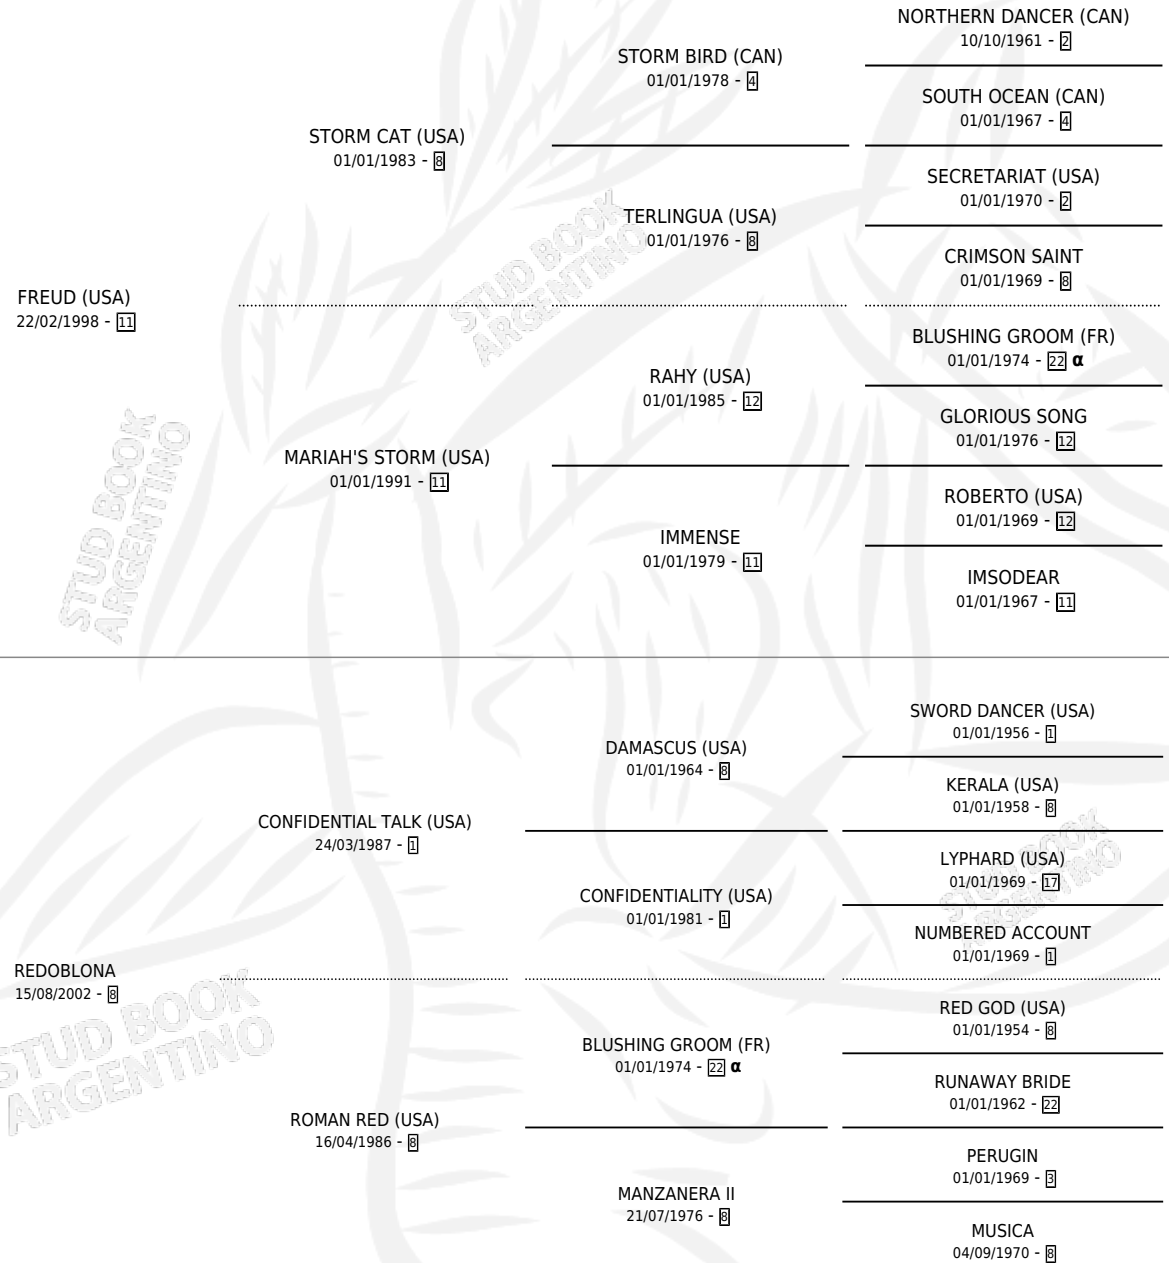 NORTHERN DANCER (CAN)
10/10/1961 - 2
STORM BIRD (CAN)
01/01/1978 - 4
SOUTH OCEAN (CAN)
01/01/1967 - 4
STORM CAT (USA)
01/01/1983 - 8
SECRETARIAT (USA)
01/01/1970 - 2
TERLINGUA (USA)
01/01/1976 - 8
CRIMSON SAINT
01/01/1969 - 8
FREUD (USA)
22/02/1998 - 11
BLUSHING GROOM (FR)
01/01/1974 - 22 α
RAHY (USA)
01/01/1985 - 12
GLORIOUS SONG
01/01/1976 - 12
MARIAH'S STORM (USA)
01/01/1991 - 11
ROBERTO (USA)
01/01/1969 - 12
IMMENSE
01/01/1979 - 11
IMSODEAR
01/01/1967 - 11
SWORD DANCER (USA)
01/01/1956 - 1
DAMASCUS (USA)
01/01/1964 - 8
KERALA (USA)
01/01/1958 - 8
CONFIDENTIAL TALK (USA)
24/03/1987 - 1
LYPHARD (USA)
01/01/1969 - 17
CONFIDENTIALITY (USA)
01/01/1981 - 1
NUMBERED ACCOUNT
01/01/1969 - 1
REDOBLONA
15/08/2002 - 8
RED GOD (USA)
01/01/1954 - 8
BLUSHING GROOM (FR)
01/01/1974 - 22 α
RUNAWAY BRIDE
01/01/1962 - 22
ROMAN RED (USA)
16/04/1986 - 8
PERUGIN
01/01/1969 - 3
MANZANERA II
21/07/1976 - 8
MUSICA
04/09/1970 - 8
STUD BOOK
ARGENTINO
STUD BOOK
ARGENTINO
STUD BOOK
ARGENTINO
STUD BOOK
ARGENTINO